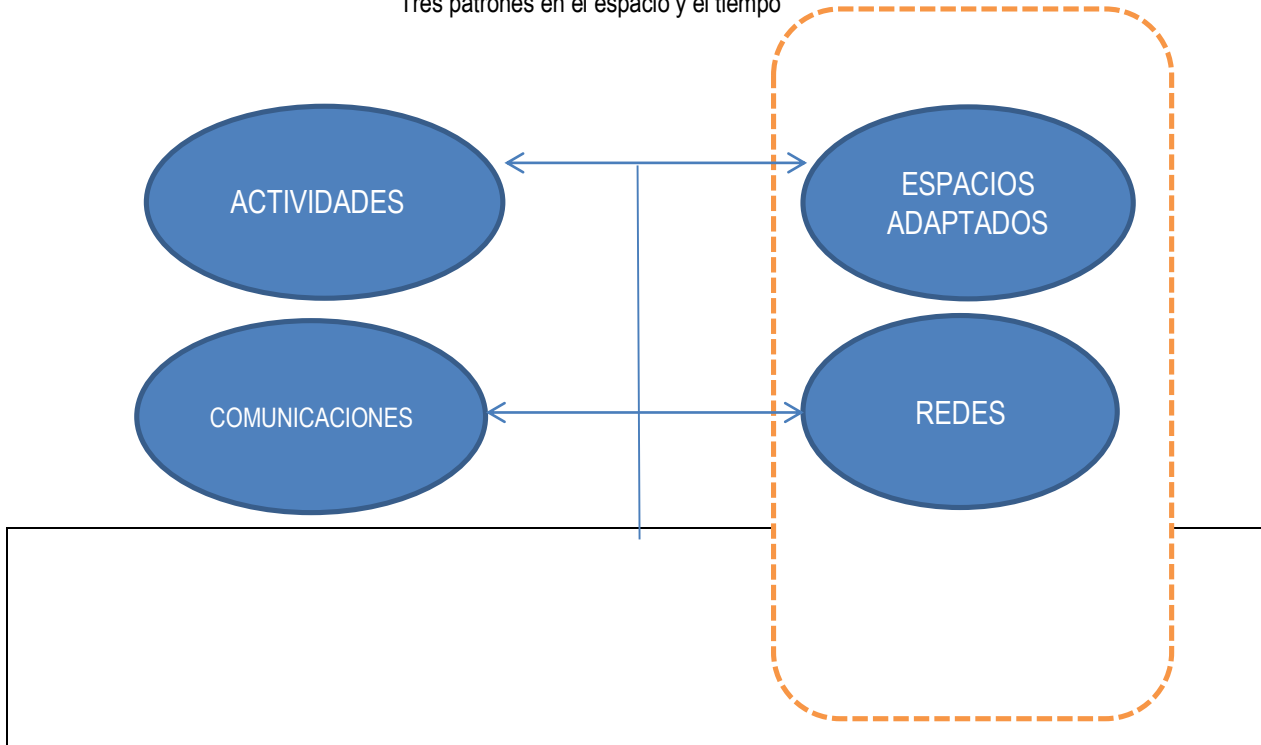 Tres patrones en el espacio y el tiempo
ACTIVIDADES
ESPACIOS
ADAPTADOS
COMUNICACIONES
REDES